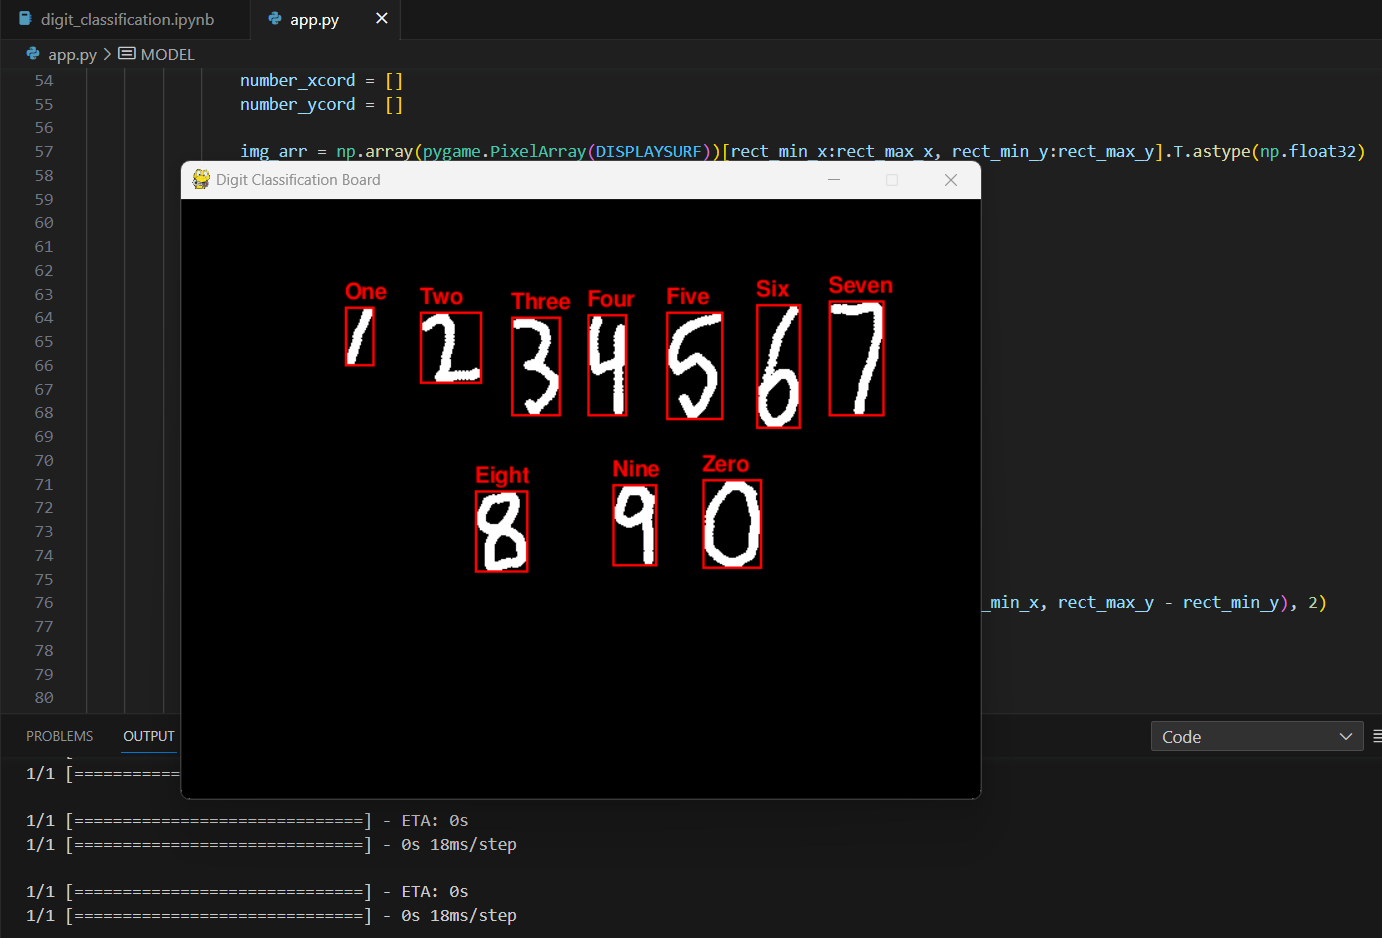 digit_classification.ipynb app.py
app.py > MODEL
54 number_xcord = []
55 number_ycord = []
56
57 img_arr = np.array(pygame.PixelArray(DISPLAYSURF))[rect_min_x:rect_max_x, rect_min_y:rect_max_y].T.astype(np.float32)
58
Digit Classification Board
59
60
61
62
63
64
65
66
67
68
69
70
71
72
73
74
75
76 _min_x, rect_max_y - rect_min_y), 2)
77
78
79
80
One Two Three Four Five Six Seven
1 2 3 4 5 6 7
Eight Nine Zero
8 9 0
PROBLEMS OUTPUT Code
1/1 [===========
1/1 [==============================] - ETA: 0s
1/1 [==============================] - 0s 18ms/step
1/1 [==============================] - ETA: 0s
1/1 [==============================] - 0s 18ms/step